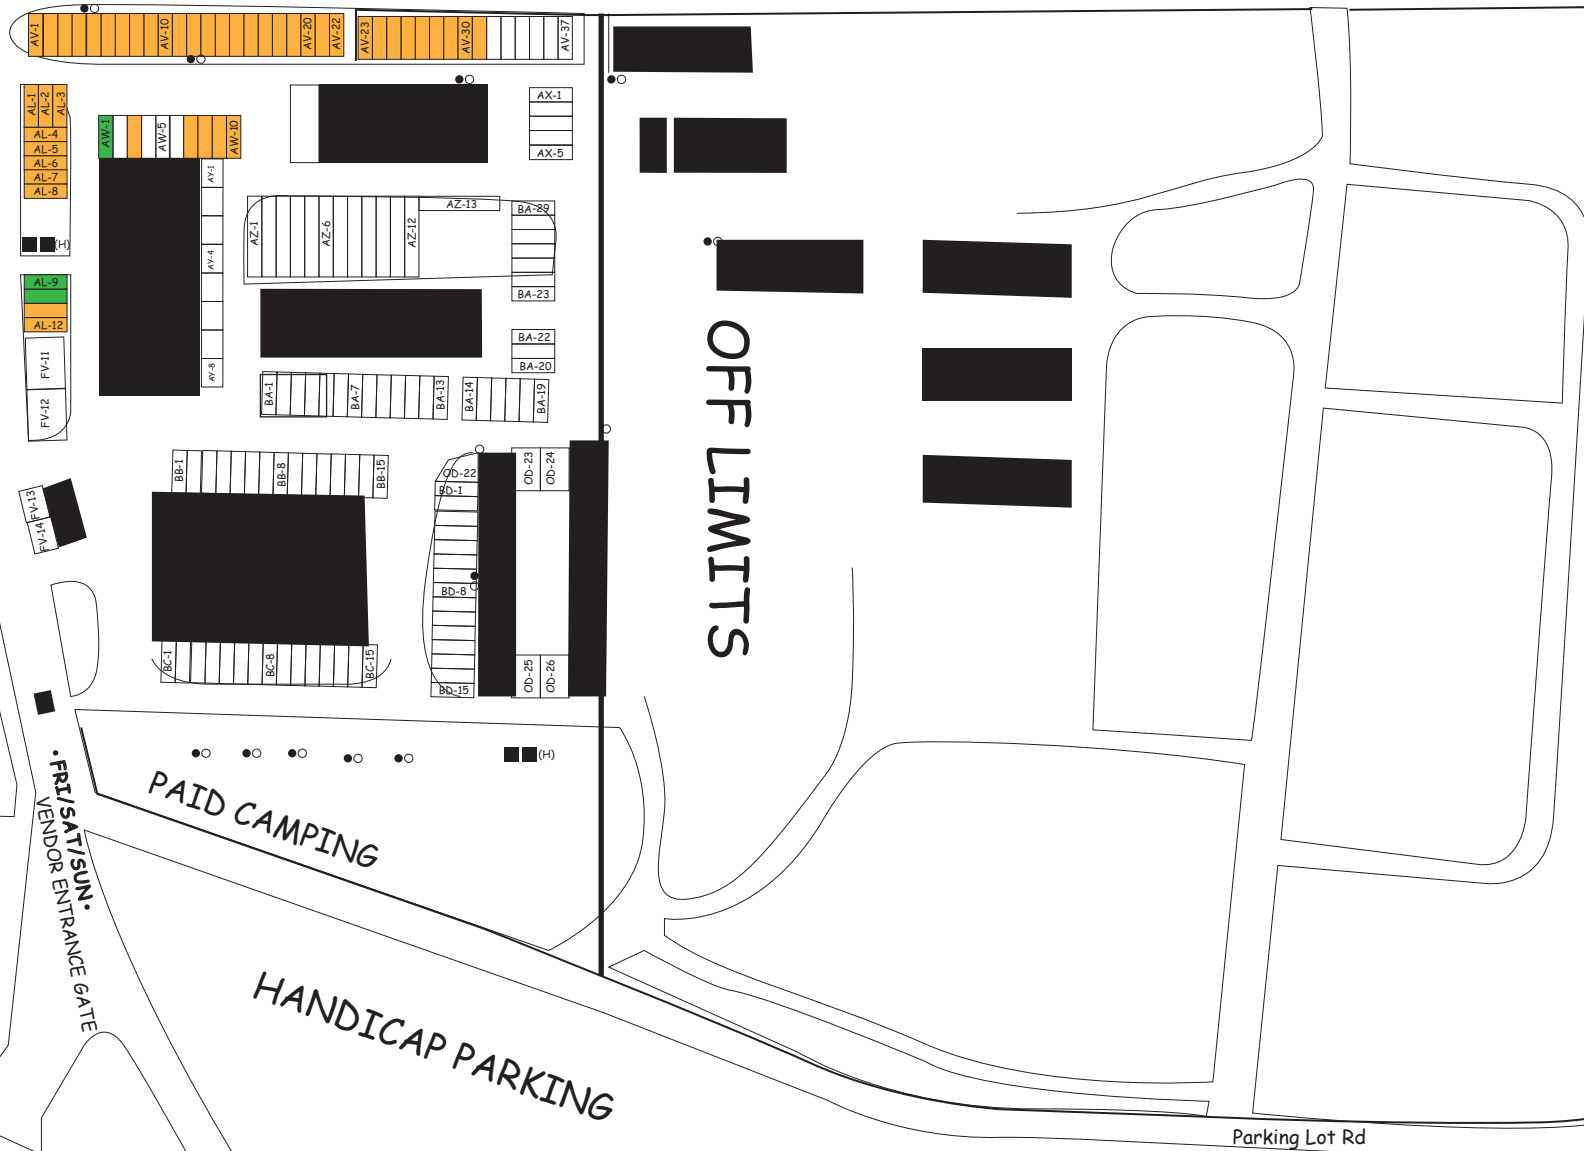 AV-1
AV-10
AV-20
AV-22
AV-23
AV-30
AV-37
AL-1
AL-2
AL-3
AL-4
AL-5
AL-6
AL-7
AL-8
(H)
AL-9
AL-12
FV-11
FV-12
FV-13
FV-14
AW-1
AW-5
AW-10
AX-1
AX-5
AY-1
AY-4
AY-8
AZ-1
AZ-6
AZ-12
AZ-13
BA-29
BA-23
BA-22
BA-20
BA-1
BA-7
BA-13
BA-14
BA-19
BB-1
BB-8
BB-15
OD-22
BD-1
BD-8
BD-15
OD-23
OD-24
OD-25
OD-26
BC-1
BC-8
BC-15
OFF LIMITS
(H)
PAID CAMPING
• FRI/SAT/SUN •
VENDOR ENTRANCE GATE
HANDICAP PARKING
Parking Lot Rd